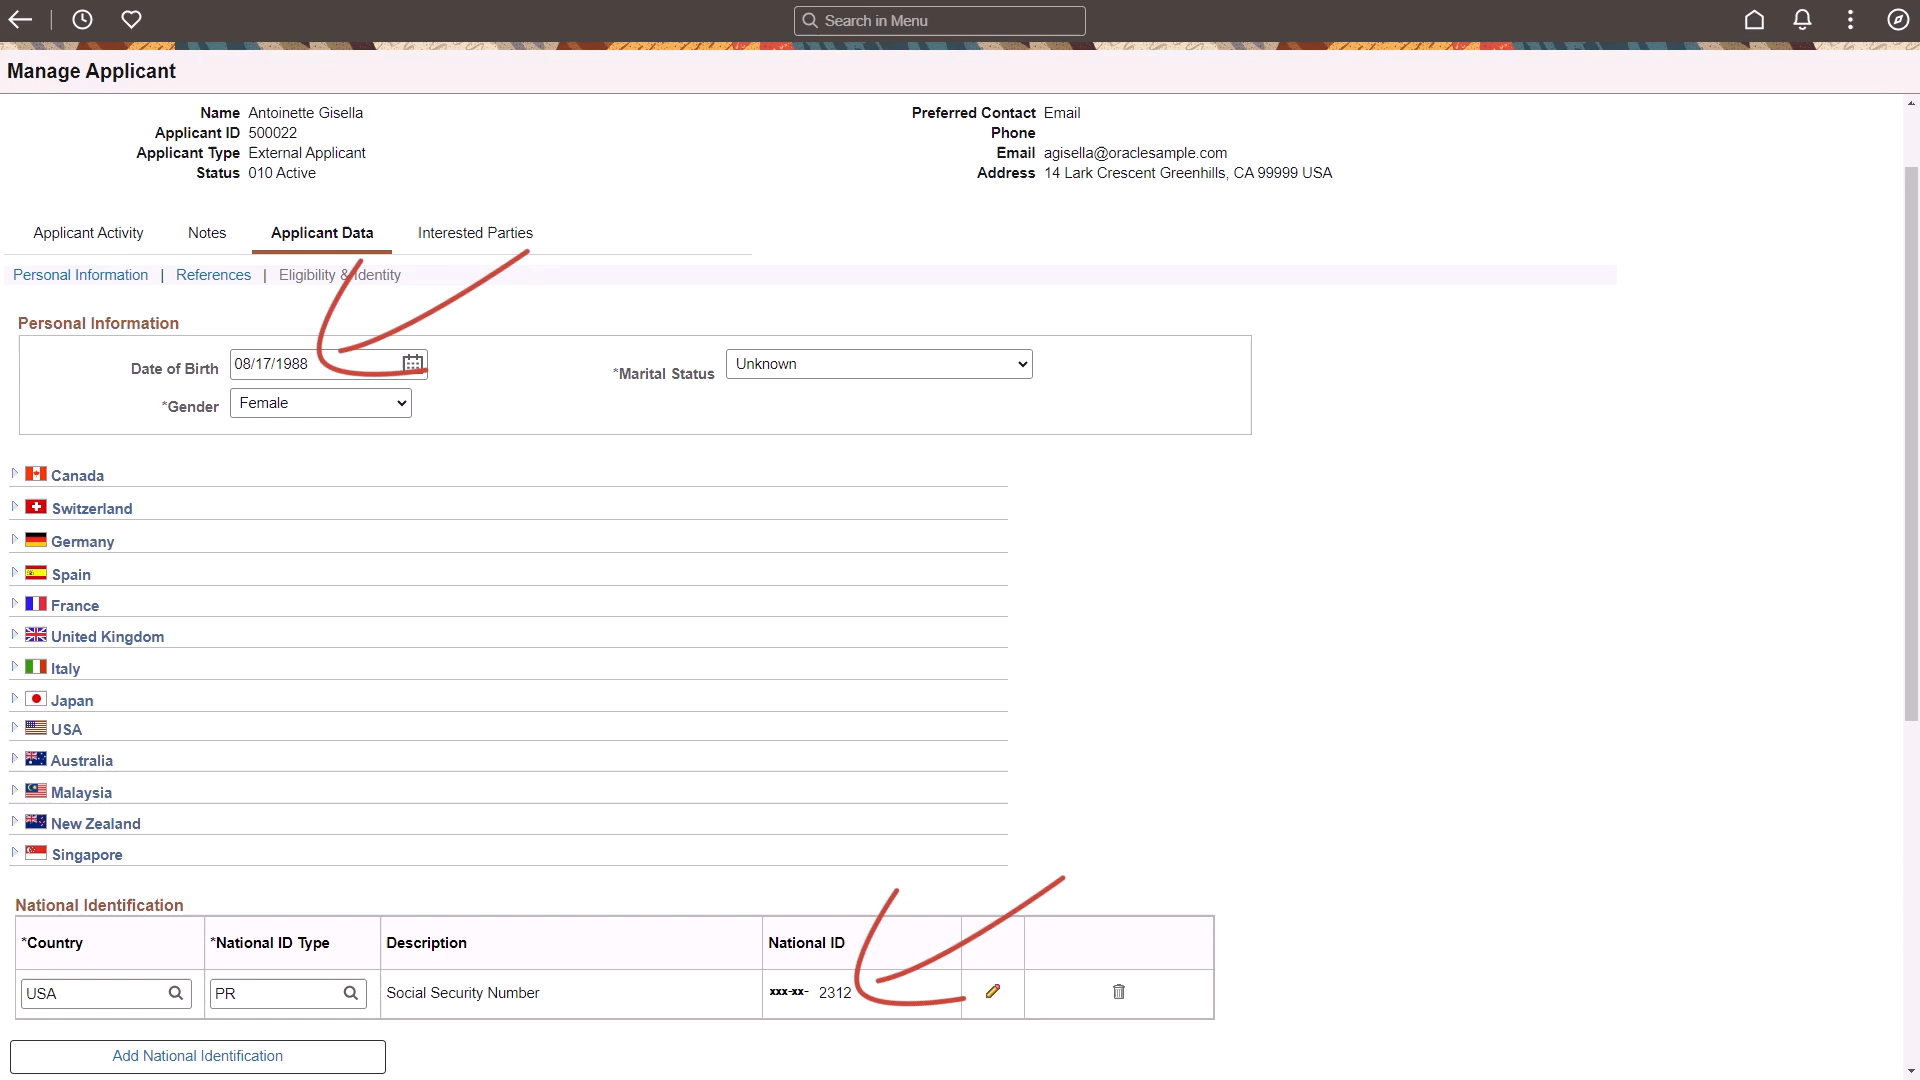 Search in Menu
Manage Applicant
Name Antoinette Gisella
Applicant ID 500022
Applicant Type External Applicant
Status 010 Active
Preferred Contact Email
Phone
Email agisella@oraclesample.com
Address 14 Lark Crescent Greenhills, CA 99999 USA
Applicant Activity Notes Applicant Data Interested Parties
Personal Information | References | Eligibility & Identity
Personal Information
Date of Birth 08/17/1988
*Marital Status Unknown
*Gender Female
Canada
Switzerland
Germany
Spain
France
United Kingdom
Italy
Japan
USA
Australia
Malaysia
New Zealand
Singapore
National Identification
*Country *National ID Type Description National ID
USA PR Social Security Number xxx-xx- 2312
Add National Identification